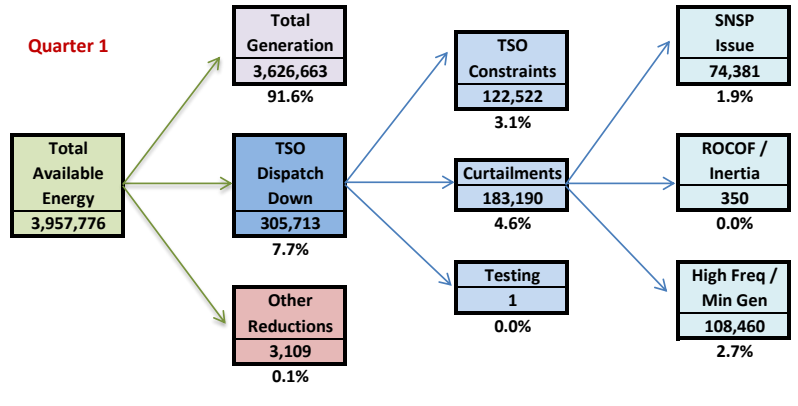 Quarter 1
Total
Available
Energy
3,957,776
Total
Generation
3,626,663
91.6%
TSO
Dispatch
Down
305,713
7.7%
Other
Reductions
3,109
0.1%
TSO
Constraints
122,522
3.1%
Curtailments
183,190
4.6%
Testing
1
0.0%
SNSP
Issue
74,381
1.9%
ROCOF /
Inertia
350
0.0%
High Freq /
Min Gen
108,460
2.7%